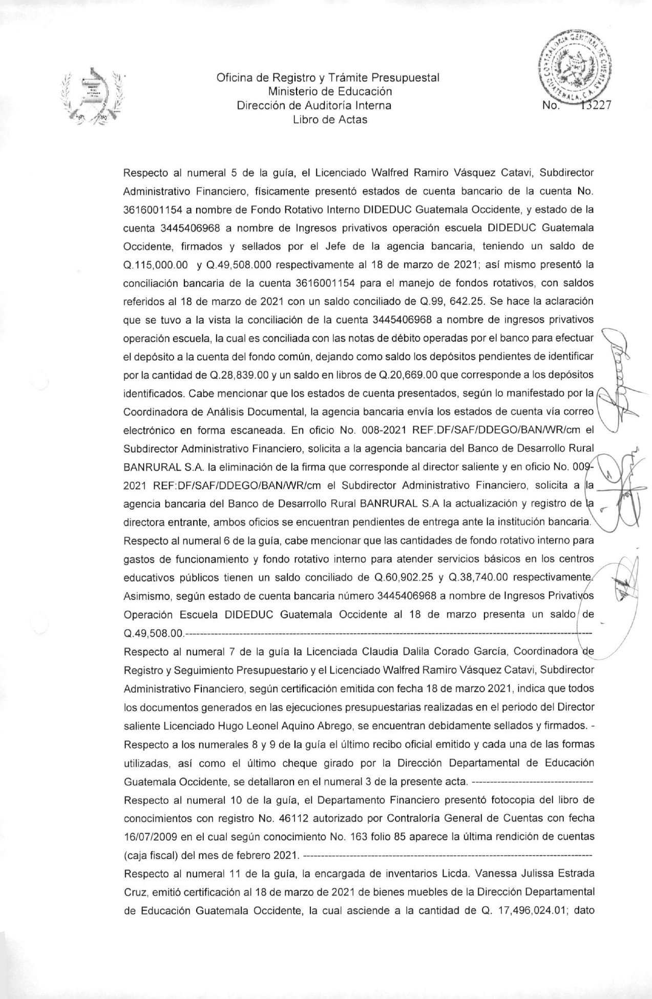 CONTRALORIA GENERAL DE CUENTAS
GUATEMALA, C.A.
Oficina de Registro y Trámite Presupuestal
Ministerio de Educación
Dirección de Auditoría Interna
No. 13227
Libro de Actas
Respecto al numeral 5 de la guía, el Licenciado Walfred Ramiro Vásquez Catavi, Subdirector
Administrativo Financiero, físicamente presentó estados de cuenta bancario de la cuenta No.
3616001154 a nombre de Fondo Rotativo Interno DIDEDUC Guatemala Occidente, y estado de la
cuenta 3445406968 a nombre de Ingresos privativos operación escuela DIDEDUC Guatemala
Occidente, firmados y sellados por el Jefe de la agencia bancaria, teniendo un saldo de
Q.115,000.00 y Q.49,508.000 respectivamente al 18 de marzo de 2021; así mismo presentó la
conciliación bancaria de la cuenta 3616001154 para el manejo de fondos rotativos, con saldos
referidos al 18 de marzo de 2021 con un saldo conciliado de Q.99, 642.25. Se hace la aclaración
que se tuvo a la vista la conciliación de la cuenta 3445406968 a nombre de ingresos privativos
operación escuela, la cual es conciliada con las notas de débito operadas por el banco para efectuar
el depósito a la cuenta del fondo común, dejando como saldo los depósitos pendientes de identificar
por la cantidad de Q.28,839.00 y un saldo en libros de Q.20,669.00 que corresponde a los depósitos
identificados. Cabe mencionar que los estados de cuenta presentados, según lo manifestado por la
Coordinadora de Análisis Documental, la agencia bancaria envía los estados de cuenta vía correo
electrónico en forma escaneada. En oficio No. 008-2021 REF.DF/SAF/DDEGO/BAN/WR/cm el
Subdirector Administrativo Financiero, solicita a la agencia bancaria del Banco de Desarrollo Rural
BANRURAL S.A. la eliminación de la firma que corresponde al director saliente y en oficio No. 009-
2021 REF:DF/SAF/DDEGO/BAN/WR/cm el Subdirector Administrativo Financiero, solicita a la
agencia bancaria del Banco de Desarrollo Rural BANRURAL S.A la actualización y registro de la
directora entrante, ambos oficios se encuentran pendientes de entrega ante la institución bancaria.
Respecto al numeral 6 de la guía, cabe mencionar que las cantidades de fondo rotativo interno para
gastos de funcionamiento y fondo rotativo interno para atender servicios básicos en los centros
educativos públicos tienen un saldo conciliado de Q.60,902.25 y Q.38,740.00 respectivamente.
Asimismo, según estado de cuenta bancaria número 3445406968 a nombre de Ingresos Privativos
Operación Escuela DIDEDUC Guatemala Occidente al 18 de marzo presenta un saldo de
Q.49,508.00.------------------------------------------------------------
Respecto al numeral 7 de la guía la Licenciada Claudia Dalila Corado García, Coordinadora de
Registro y Seguimiento Presupuestario y el Licenciado Walfred Ramiro Vásquez Catavi, Subdirector
Administrativo Financiero, según certificación emitida con fecha 18 de marzo 2021, indica que todos
los documentos generados en las ejecuciones presupuestarias realizadas en el periodo del Director
saliente Licenciado Hugo Leonel Aquino Abrego, se encuentran debidamente sellados y firmados. -
Respecto a los numerales 8 y 9 de la guía el último recibo oficial emitido y cada una de las formas
utilizadas, así como el último cheque girado por la Dirección Departamental de Educación
Guatemala Occidente, se detallaron en el numeral 3 de la presente acta. ---------------------------------
Respecto al numeral 10 de la guía, el Departamento Financiero presentó fotocopia del libro de
conocimientos con registro No. 46112 autorizado por Contraloría General de Cuentas con fecha
16/07/2009 en el cual según conocimiento No. 163 folio 85 aparece la última rendición de cuentas
(caja fiscal) del mes de febrero 2021. ------------------------------------------------------------
Respecto al numeral 11 de la guía, la encargada de inventarios Licda. Vanessa Julissa Estrada
Cruz, emitió certificación al 18 de marzo de 2021 de bienes muebles de la Dirección Departamental
de Educación Guatemala Occidente, la cual asciende a la cantidad de Q. 17,496,024.01; dato